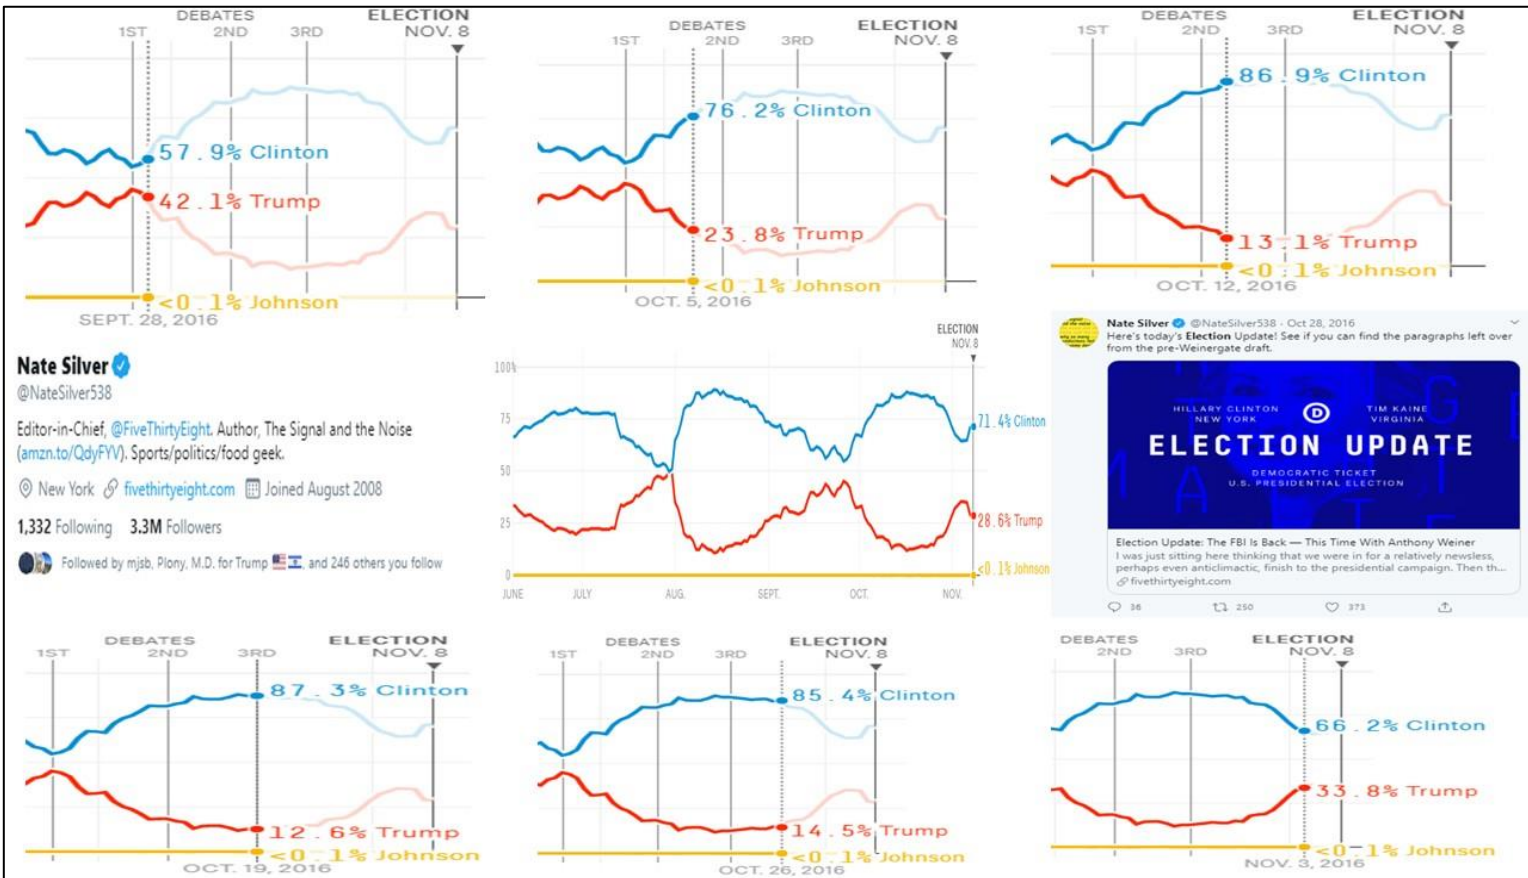 DEBATES ELECTION
1ST 2ND 3RD NOV. 8
57.9% Clinton
42.1% Trump
<0.1% Johnson
SEPT. 28, 2016
DEBATES ELECTION
1ST 2ND 3RD NOV. 8
76.2% Clinton
23.8% Trump
<0.1% Johnson
OCT. 5, 2016
DEBATES ELECTION
1ST 2ND 3RD NOV. 8
86.9% Clinton
13.1% Trump
<0.1% Johnson
OCT. 12, 2016
Nate Silver
@NateSilver538
Editor-in-Chief, @FiveThirtyEight. Author, The Signal and the Noise
(amzn.to/QdyFYV). Sports/politics/food geek.
New York fivethirtyeight.com Joined August 2008
1,332 Following 3.3M Followers
Followed by mjsb, Plony, M.D. for Trump 🇺🇸🇮🇱, and 246 others you follow
ELECTION
NOV. 8
100%
75
50
25
0
71.4% Clinton
28.6% Trump
<0.1% Johnson
JUNE JULY AUG. SEPT. OCT. NOV.
Nate Silver @NateSilver538 · Oct 28, 2016
Here's today's Election Update! See if you can find the paragraphs left over
from the pre-Weinergate draft.
HILLARY CLINTON
NEW YORK
D
TIM KAINE
VIRGINIA
ELECTION UPDATE
DEMOCRATIC TICKET
U.S. PRESIDENTIAL ELECTION
Election Update: The FBI Is Back — This Time With Anthony Weiner
I was just sitting here thinking that we were in for a relatively newsless,
perhaps even anticlimactic, finish to the presidential campaign. Then th...
fivethirtyeight.com
38 250 373
DEBATES ELECTION
1ST 2ND 3RD NOV. 8
87.3% Clinton
12.6% Trump
<0.1% Johnson
OCT. 19, 2016
DEBATES ELECTION
1ST 2ND 3RD NOV. 8
85.4% Clinton
14.5% Trump
<0.1% Johnson
OCT. 26, 2016
DEBATES ELECTION
2ND 3RD NOV. 8
66.2% Clinton
33.8% Trump
<0.1% Johnson
NOV. 3, 2016